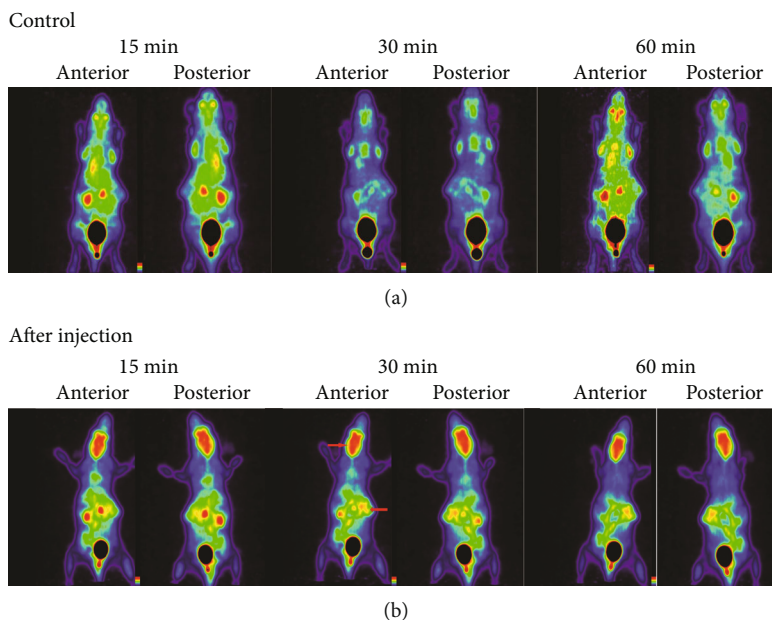 Control
15 min 30 min 60 min
Anterior Posterior Anterior Posterior Anterior Posterior
(a)
After injection
15 min 30 min 60 min
Anterior Posterior Anterior Posterior Anterior Posterior
(b)